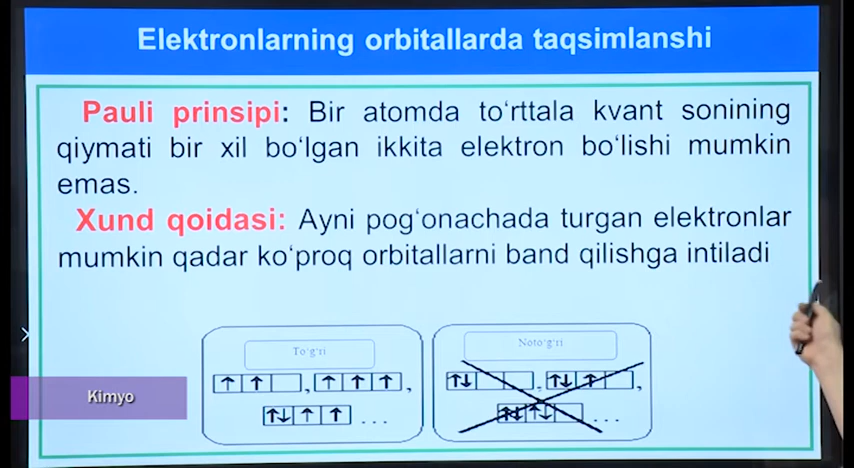 Elektronlarning orbitallarda taqsimlanshi
Pauli prinsipi: Bir atomda to‘rttala kvant sonining
qiymati bir xil bo‘lgan ikkita elektron bo‘lishi mumkin
emas.
Xund qoidasi: Ayni pog‘onachada turgan elektronlar
mumkin qadar ko‘proq orbitallarni band qilishga intiladi
To‘g‘ri
Noto‘g‘ri
Kimyo